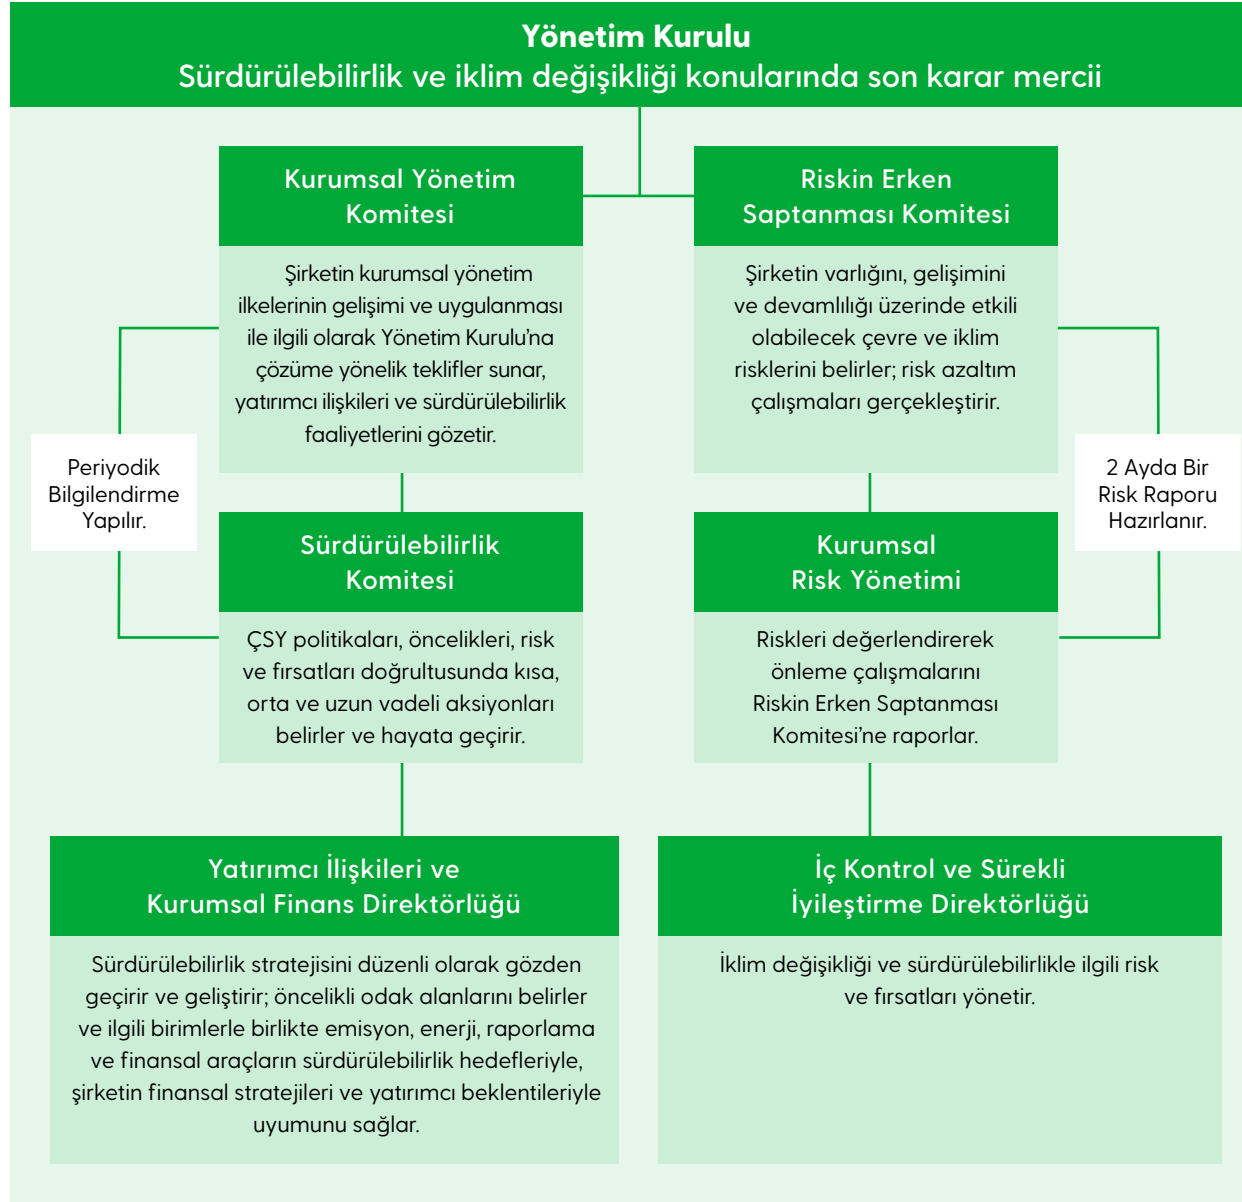 Yönetim Kurulu
Sürdürülebilirlik ve iklim değişikliği konularında son karar mercii
Kurumsal Yönetim
Komitesi
Şirketin kurumsal yönetim
ilkelerinin gelişimi ve uygulanması
ile ilgili olarak Yönetim Kurulu’na
çözüme yönelik teklifler sunar,
yatırımcı ilişkileri ve sürdürülebilirlik
faaliyetlerini gözetir.
Riskin Erken
Saptanması Komitesi
Şirketin varlığını, gelişimini
ve devamlılığı üzerinde etkili
olabilecek çevre ve iklim
risklerini belirler; risk azaltım
çalışmaları gerçekleştirir.
Periyodik
Bilgilendirme
Yapılır.
2 Ayda Bir
Risk Raporu
Hazırlanır.
Sürdürülebilirlik
Komitesi
ÇSY politikaları, öncelikleri, risk
ve fırsatları doğrultusunda kısa,
orta ve uzun vadeli aksiyonları
belirler ve hayata geçirir.
Kurumsal
Risk Yönetimi
Riskleri değerlendirerek
önleme çalışmalarını
Riskin Erken Saptanması
Komitesi’ne raporlar.
Yatırımcı İlişkileri ve
Kurumsal Finans Direktörlüğü
Sürdürülebilirlik stratejisini düzenli olarak gözden
geçirir ve geliştirir; öncelikli odak alanlarını belirler
ve ilgili birimlerle birlikte emisyon, enerji, raporlama
ve finansal araçların sürdürülebilirlik hedefleriyle,
şirketin finansal stratejileri ve yatırımcı beklentileriyle
uyumunu sağlar.
İç Kontrol ve Sürekli
İyileştirme Direktörlüğü
İklim değişikliği ve sürdürülebilirlikle ilgili risk
ve fırsatları yönetir.